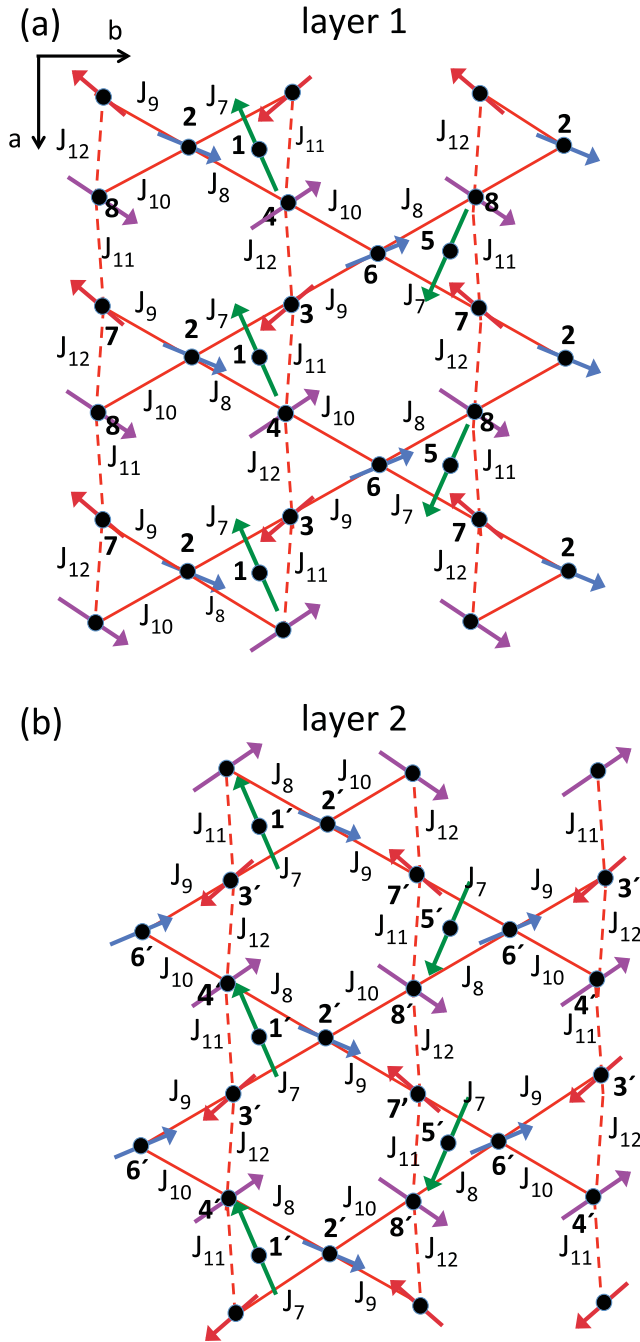 (a) layer 1
b
a
J9 2 J7
J12 1 J11 J12 2
8 J10 J8 4 J10 J8 8
J11 J12 6 5 J11
J9 J7 3 J9 J7 7
7 2
J12 1 J11 J12 2
8 J10 J8 4 J10 J8 8
J11 J12 6 5 J11
J9 J7 3 J9 J7 7
7 2
J12 1 J11 J12 2
J10 J8
(b) layer 2
J8 J10
2´
J11 1´ J12 J11
J9 J7 7´ J7 J9 3´
3´ 5´
6´ J12 J11 6´ J12
J10 J8 J10 J8 J10
4 2´ 8´ 4´
J11 1´ J12 J11
J9 J7 J9 7´ J7 J9 3´
3´ 5´
6´ J12 J11 6´ J12
J10 J8 J10 J8 J10
4´ 2´ 8´ 4´
J11 1´ J12 J11
J7 J9